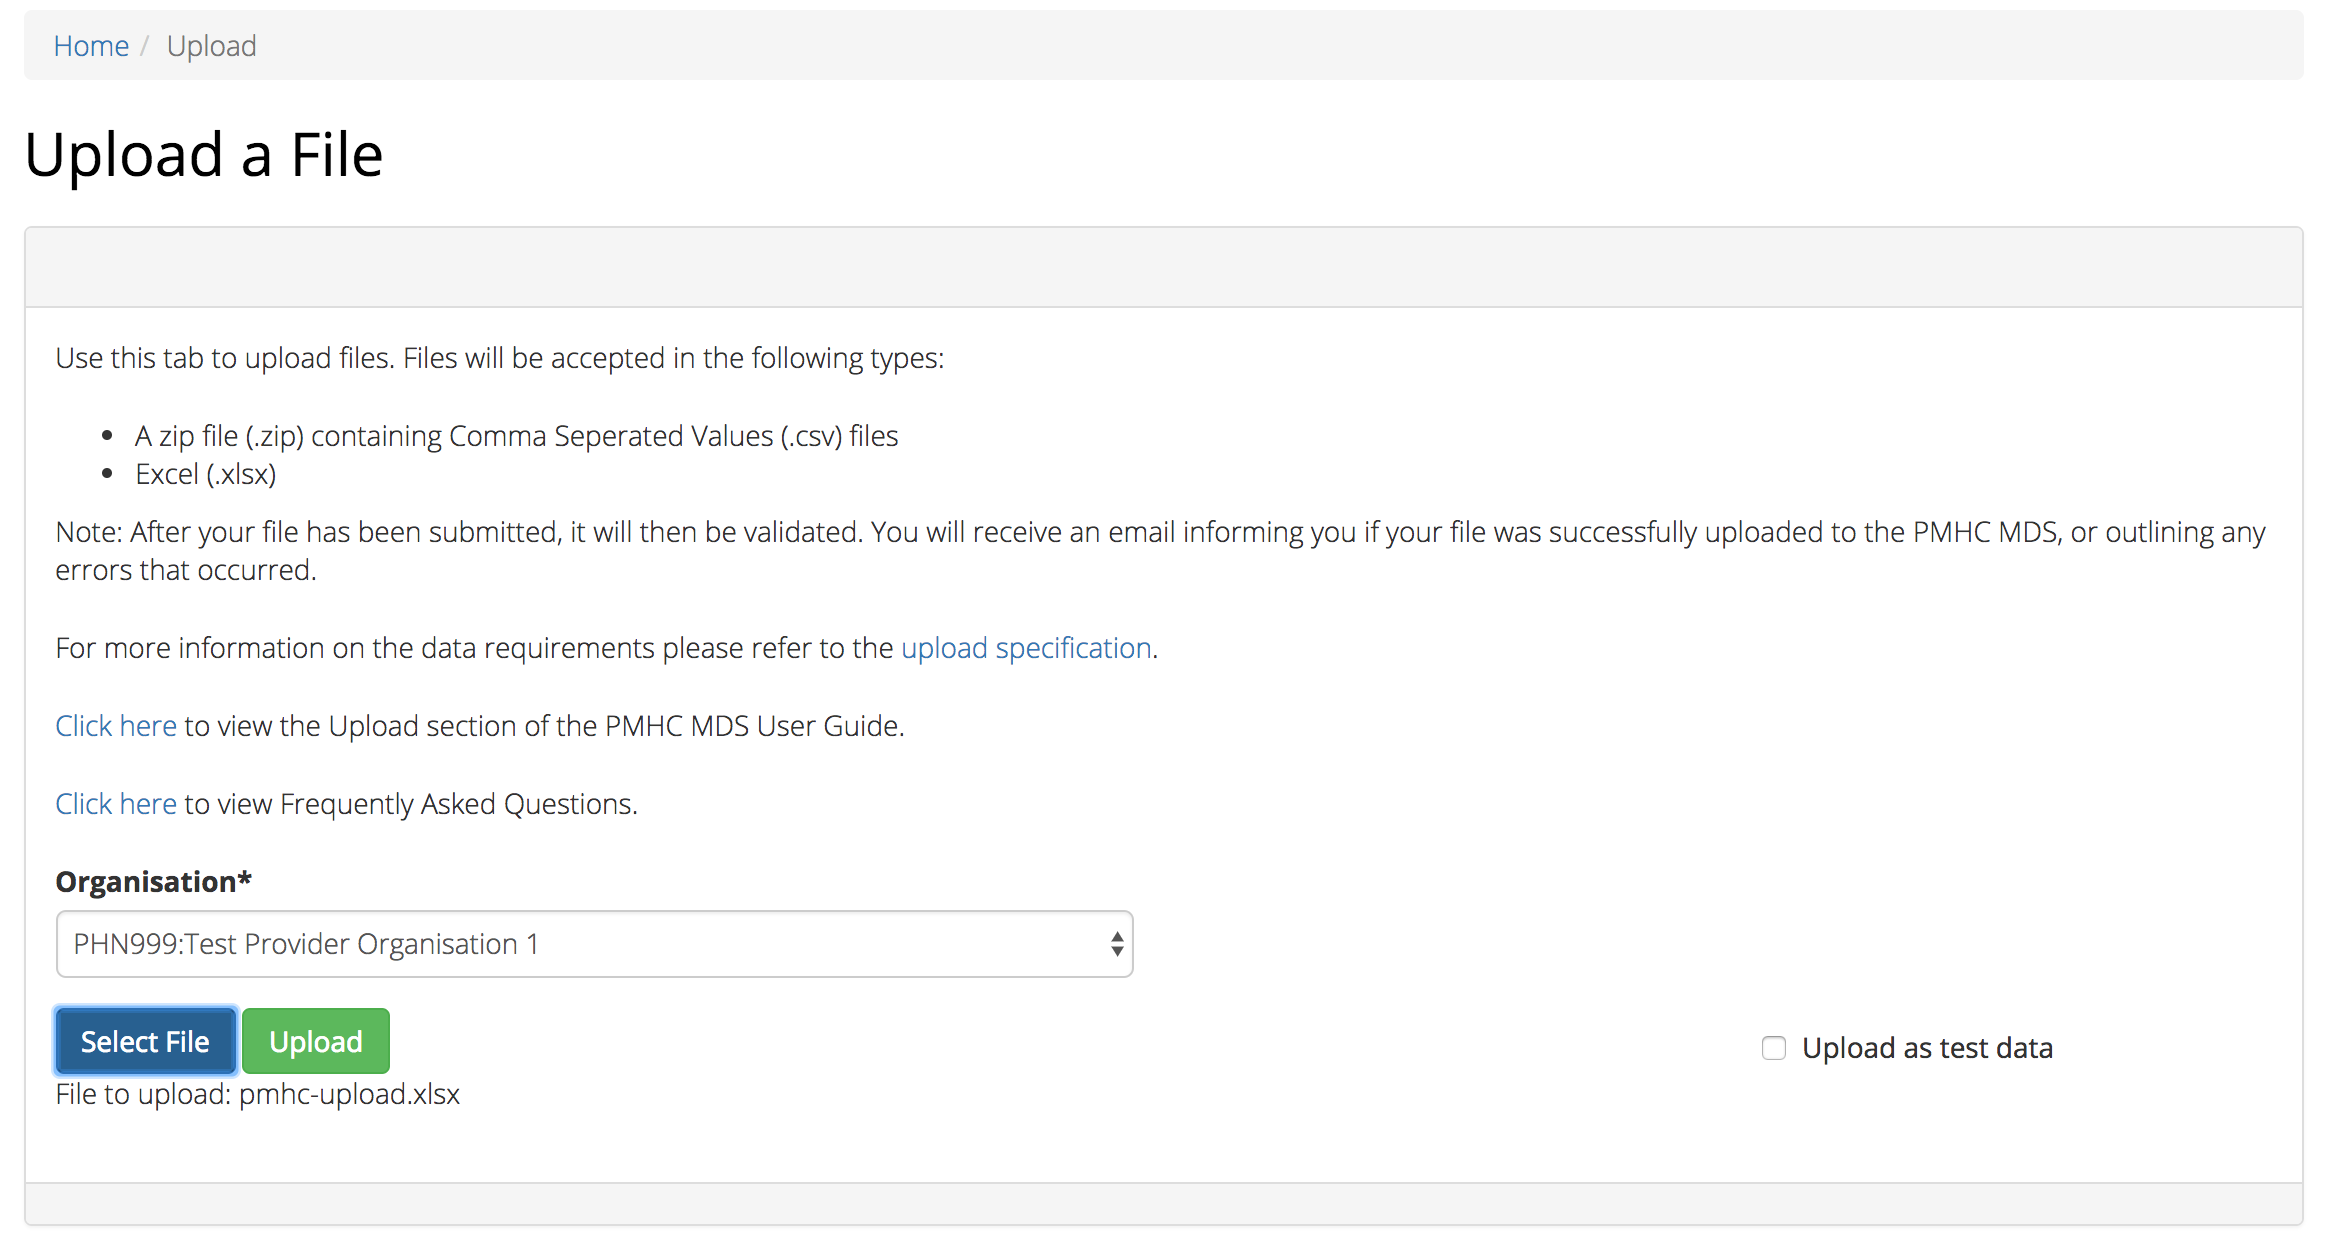 Home / Upload
Upload a File
Use this tab to upload files. Files will be accepted in the following types:
• A zip file (.zip) containing Comma Seperated Values (.csv) files
• Excel (.xlsx)
Note: After your file has been submitted, it will then be validated. You will receive an email informing you if your file was successfully uploaded to the PMHC MDS, or outlining any
errors that occurred.
For more information on the data requirements please refer to the upload specification.
Click here to view the Upload section of the PMHC MDS User Guide.
Click here to view Frequently Asked Questions.
Organisation*
PHN999:Test Provider Organisation 1
Select File Upload Upload as test data
File to upload: pmhc-upload.xlsx